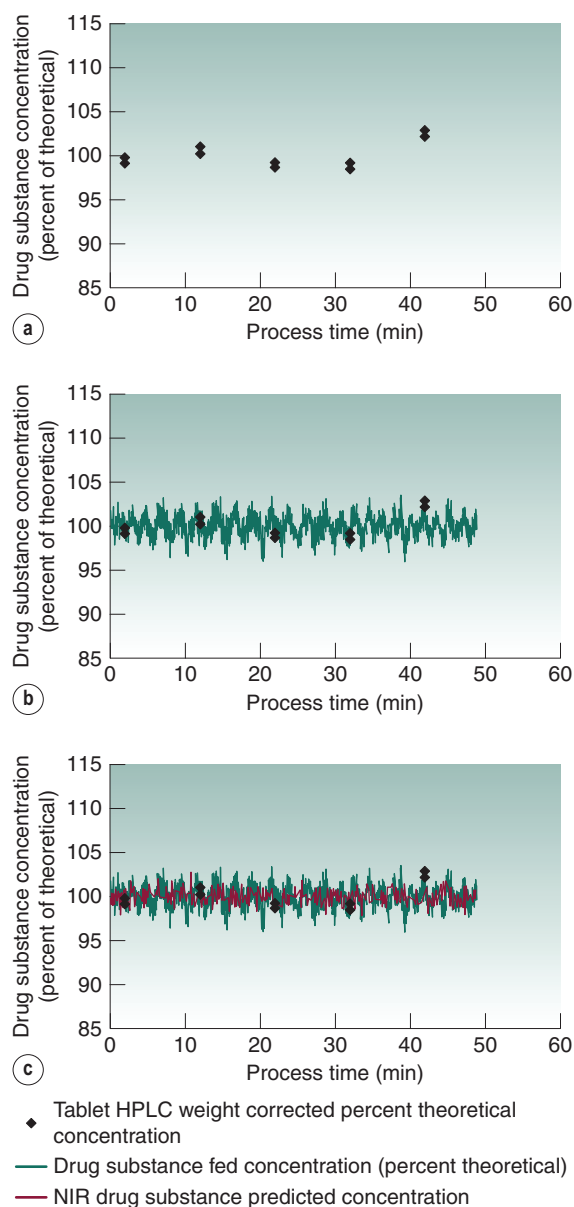 Drug substance concentration
(percent of theoretical)
115
110
105
100
95
90
85
0 10 20 30 40 50 60
Process time (min)
a
Drug substance concentration
(percent of theoretical)
115
110
105
100
95
90
85
0 10 20 30 40 50 60
Process time (min)
b
Drug substance concentration
(percent of theoretical)
115
110
105
100
95
90
85
0 10 20 30 40 50 60
Process time (min)
c
Tablet HPLC weight corrected percent theoretical
concentration
Drug substance fed concentration (percent theoretical)
NIR drug substance predicted concentration